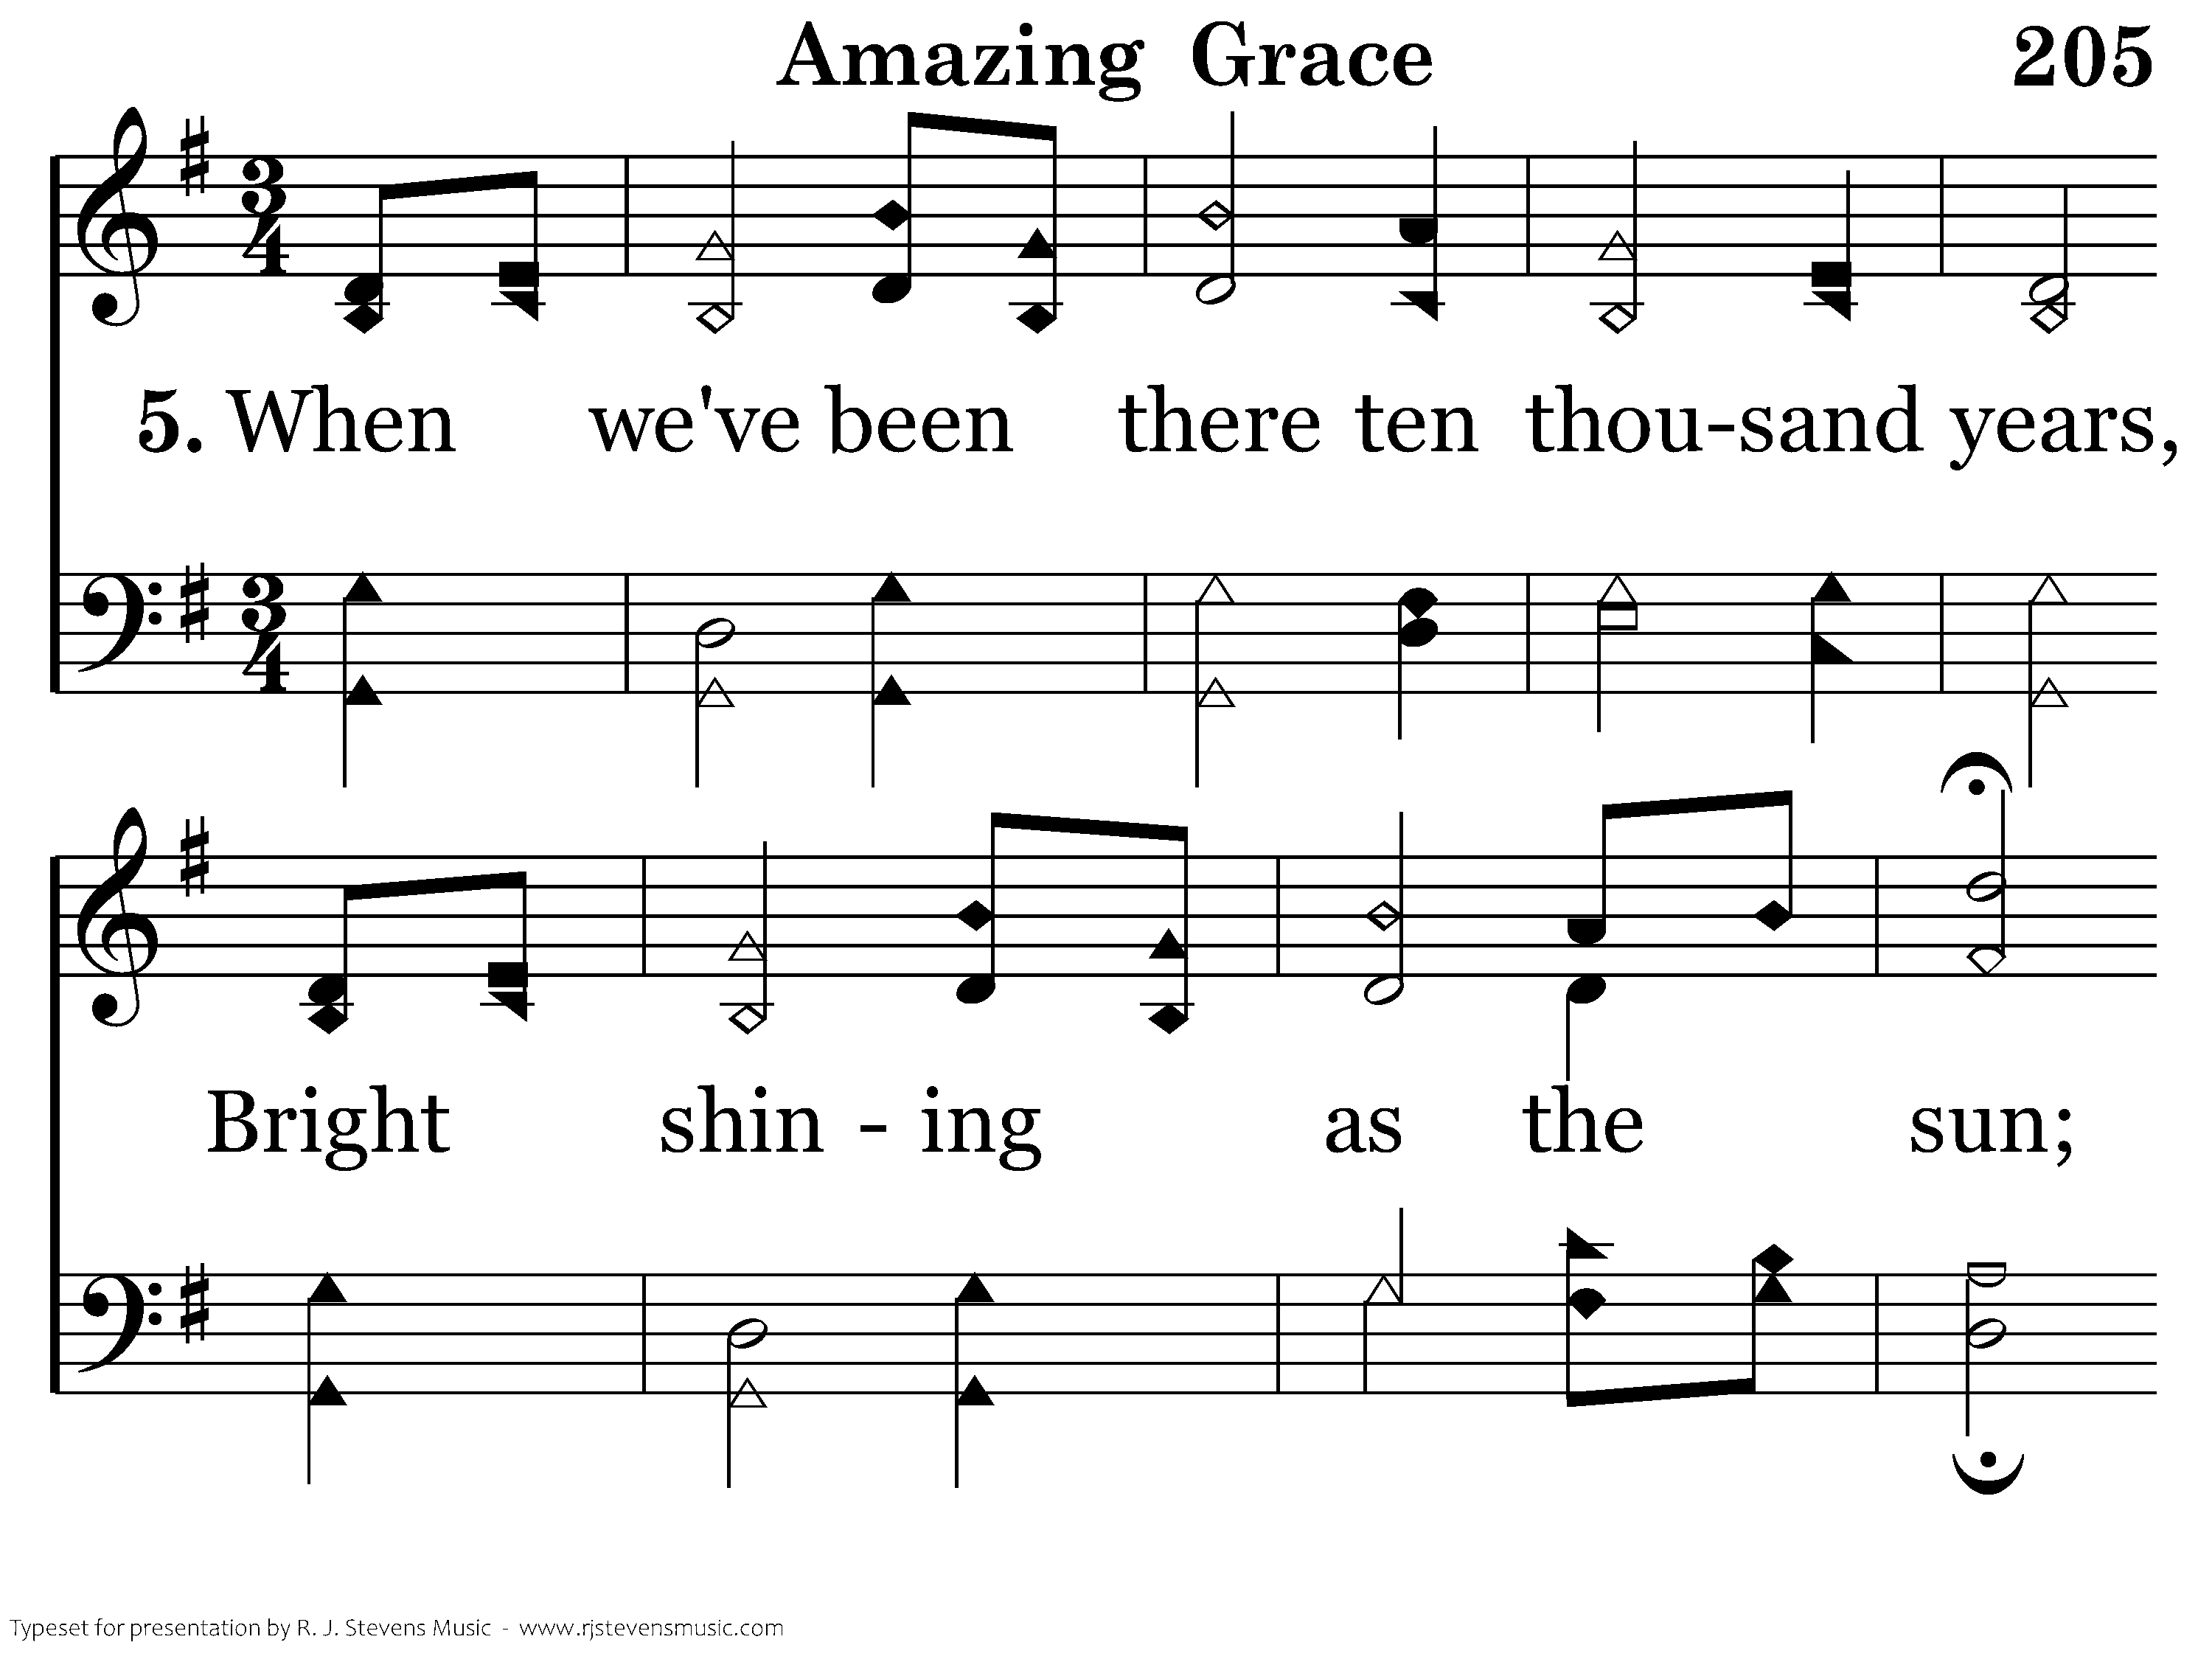 Amazing Grace 205
5. When we've been there ten thou-sand years,
Bright shin - ing as the sun;
Typeset for presentation by R. J. Stevens Music - www.rjstevensmusic.com